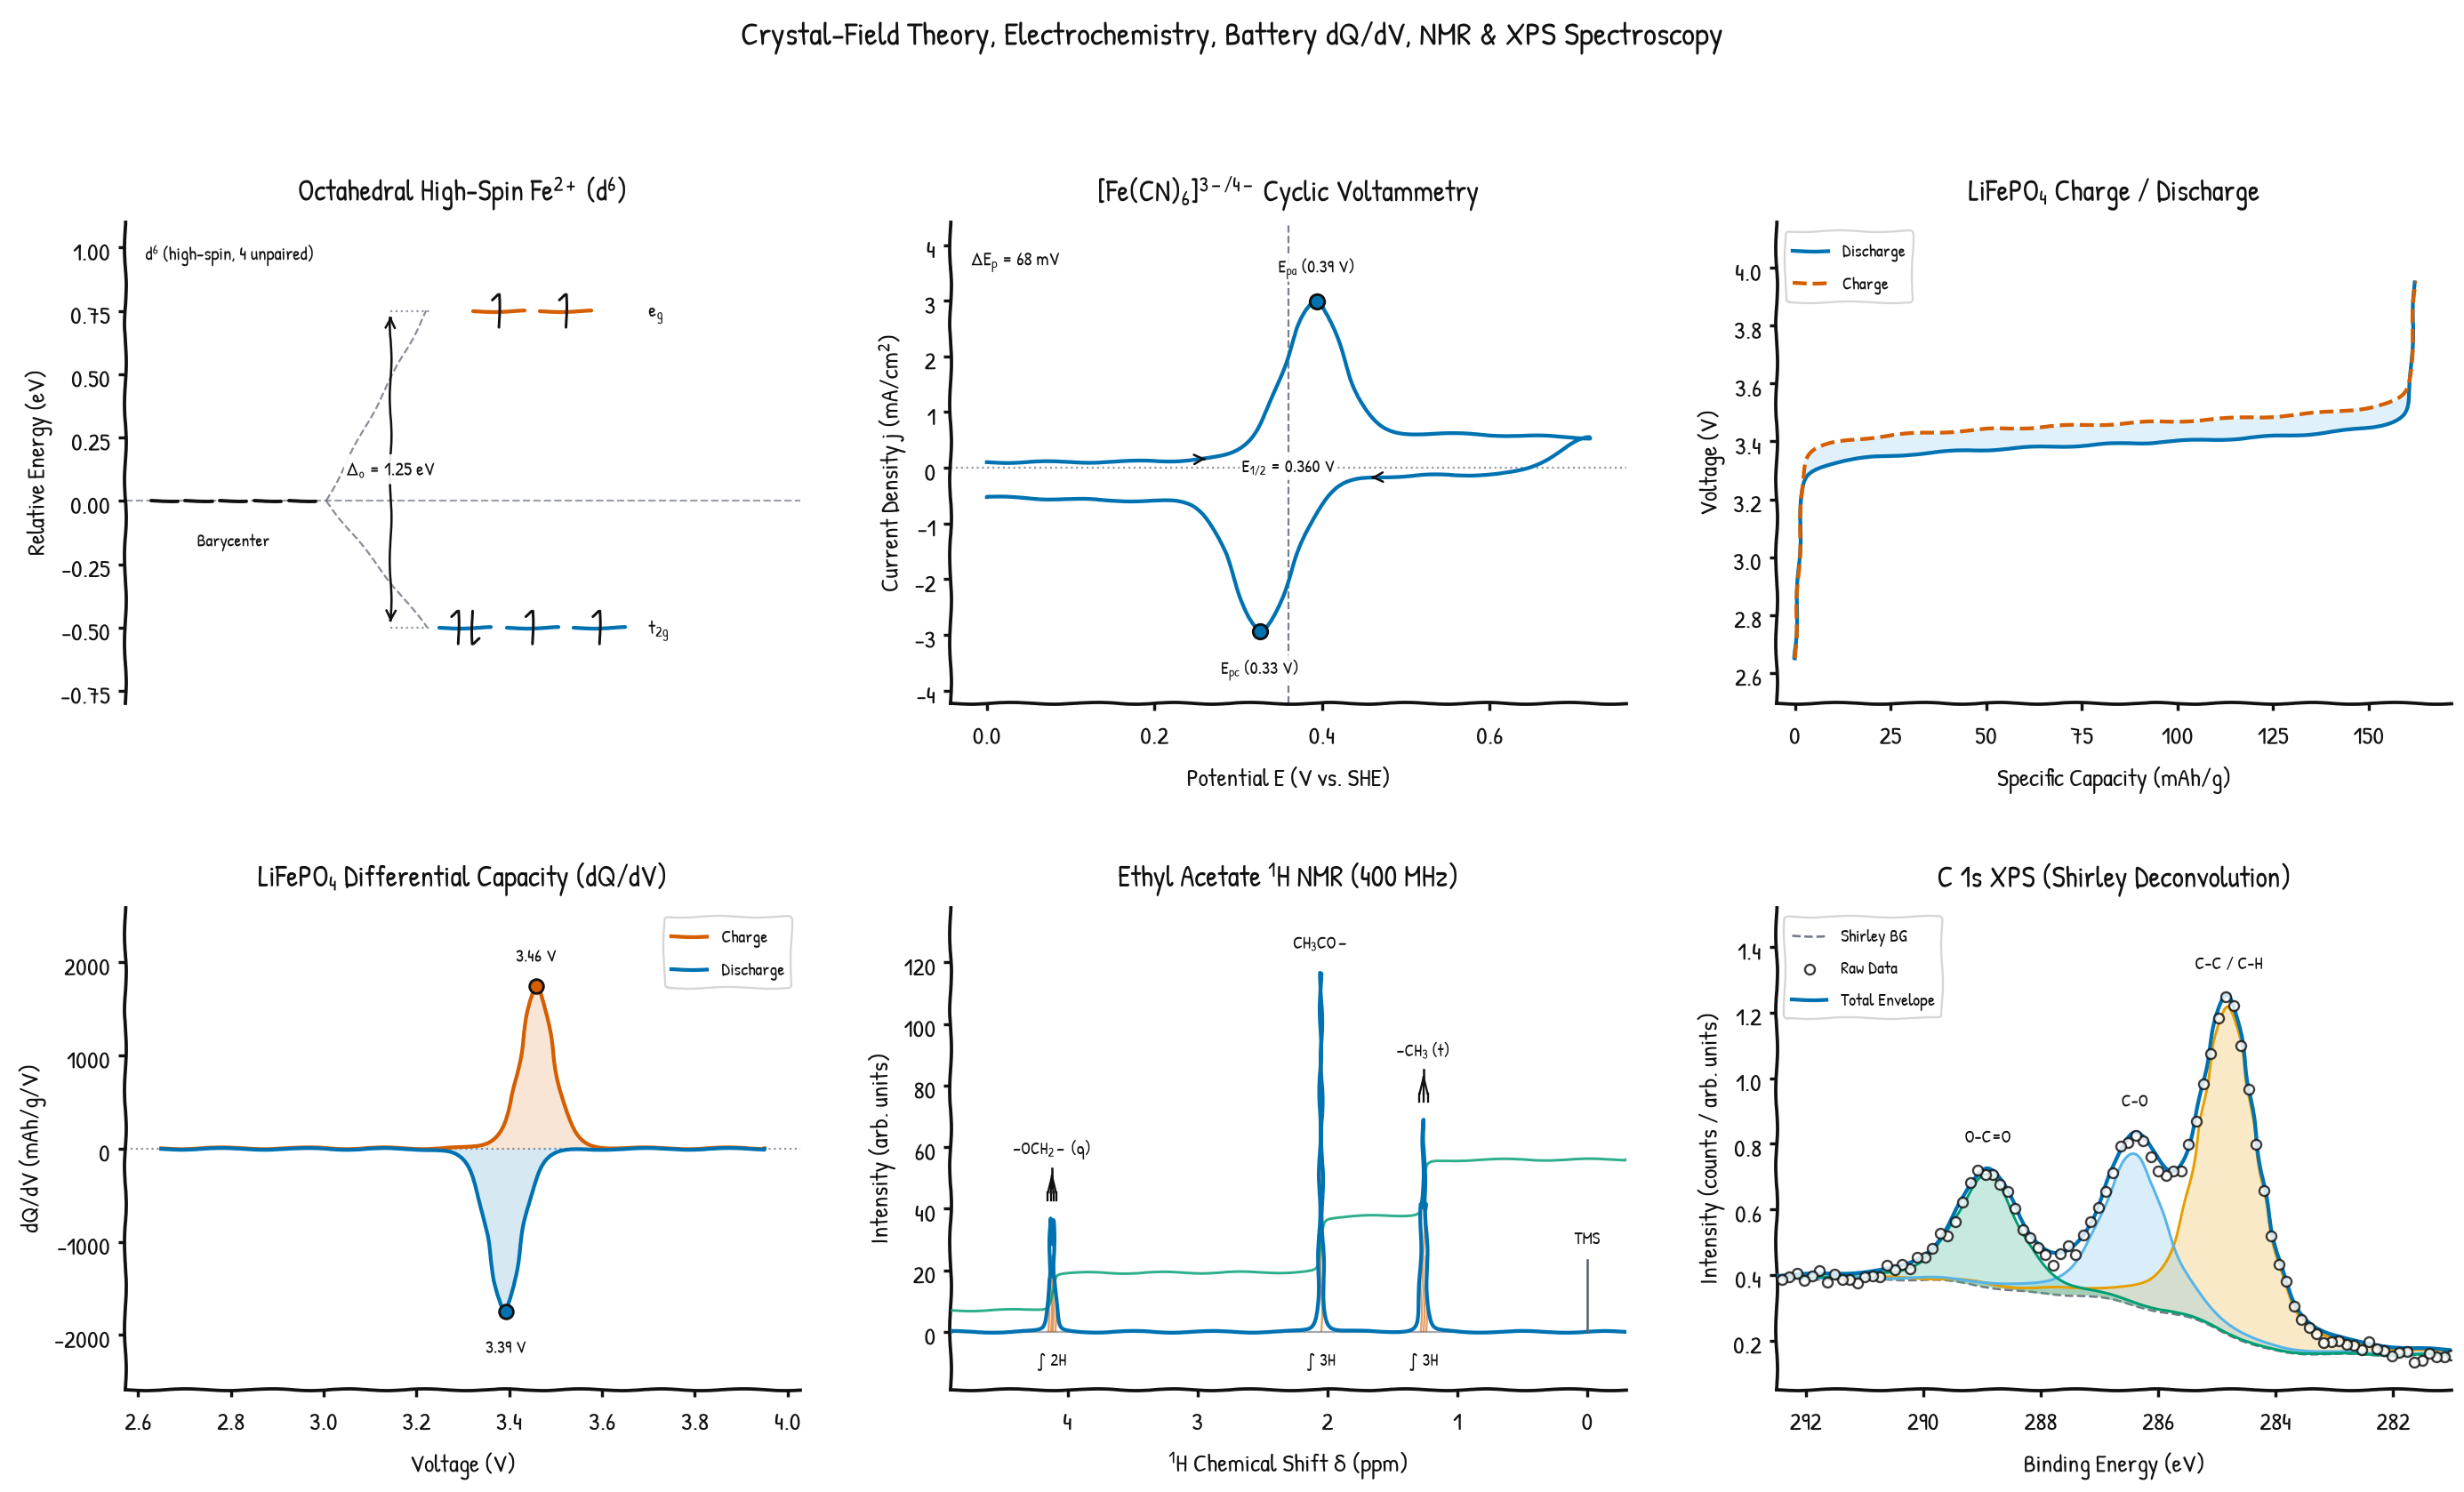 Crystal-Field Theory, Electrochemistry, Battery dQ/dV, NMR & XPS Spectroscopy
Octahedral High-Spin Fe²⁺ (d⁶)
d⁶ (high-spin, 4 unpaired)
1.00
0.75
0.50
0.25
0.00
-0.25
-0.50
-0.75
Relative Energy (eV)
e_g
Δₒ = 1.25 eV
Barycenter
t_2g
[Fe(CN)₆]³⁻/⁴⁻ Cyclic Voltammetry
ΔE_p = 68 mV
E_pa (0.39 V)
E_1/2 = 0.360 V
E_pc (0.33 V)
4
3
2
1
0
-1
-2
-3
-4
Current Density j (mA/cm²)
0.0
0.2
0.4
0.6
Potential E (V vs. SHE)
LiFePO₄ Charge / Discharge
Discharge
Charge
4.0
3.8
3.6
3.4
3.2
3.0
2.8
2.6
Voltage (V)
0
25
50
75
100
125
150
Specific Capacity (mAh/g)
LiFePO₄ Differential Capacity (dQ/dV)
Charge
Discharge
3.46 V
3.39 V
2000
1000
0
-1000
-2000
dQ/dV (mAh/g/V)
2.6
2.8
3.0
3.2
3.4
3.6
3.8
4.0
Voltage (V)
Ethyl Acetate ¹H NMR (400 MHz)
CH₃CO-
-CH₃ (t)
-OCH₂- (q)
TMS
∫ 2H
∫ 3H
∫ 3H
120
100
80
60
40
20
0
Intensity (arb. units)
4
3
2
1
0
¹H Chemical Shift δ (ppm)
C 1s XPS (Shirley Deconvolution)
Shirley BG
Raw Data
Total Envelope
C-C / C-H
C-O
O-C=O
1.4
1.2
1.0
0.8
0.6
0.4
0.2
Intensity (counts / arb. units)
292
290
288
286
284
282
Binding Energy (eV)